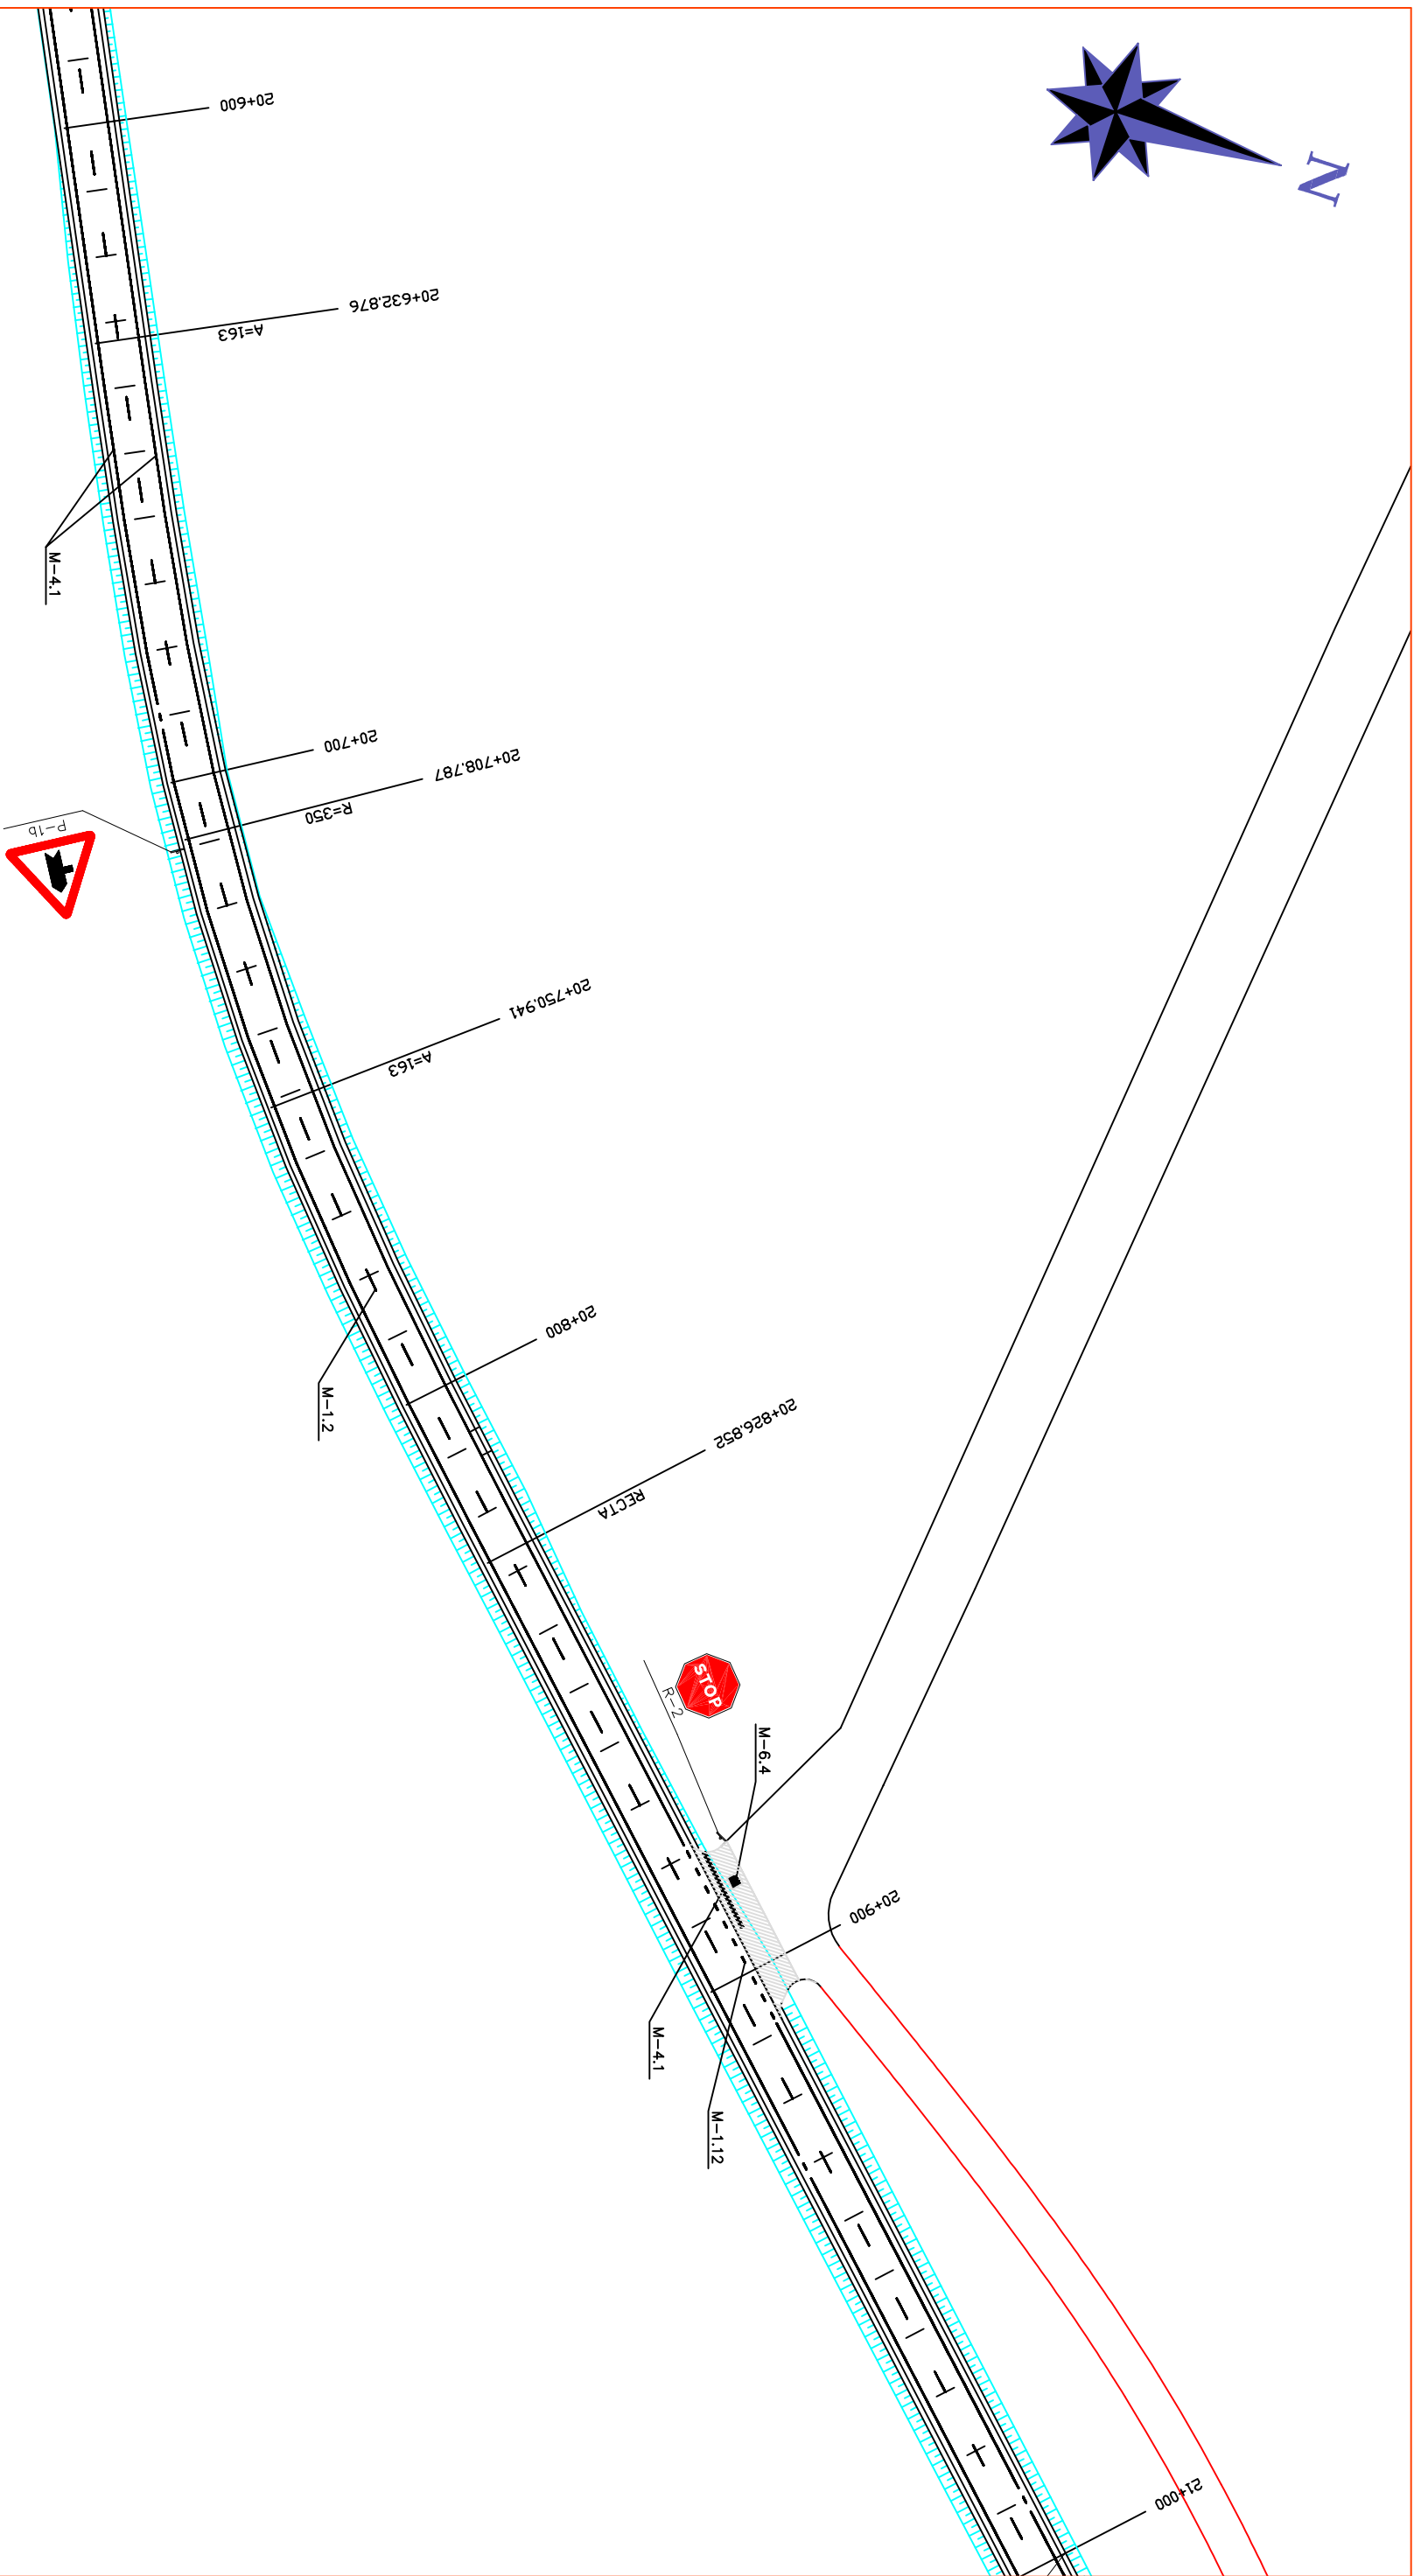 N
20+600
20+632.876
A=163
M-4.1
20+700
20+708.787
R=350
P-1b
20+750.941
A=163
20+800
M-1.2
20+826.852
RECTA
STOP
R-2
M-6.4
20+900
M-4.1
M-1.12
21+000